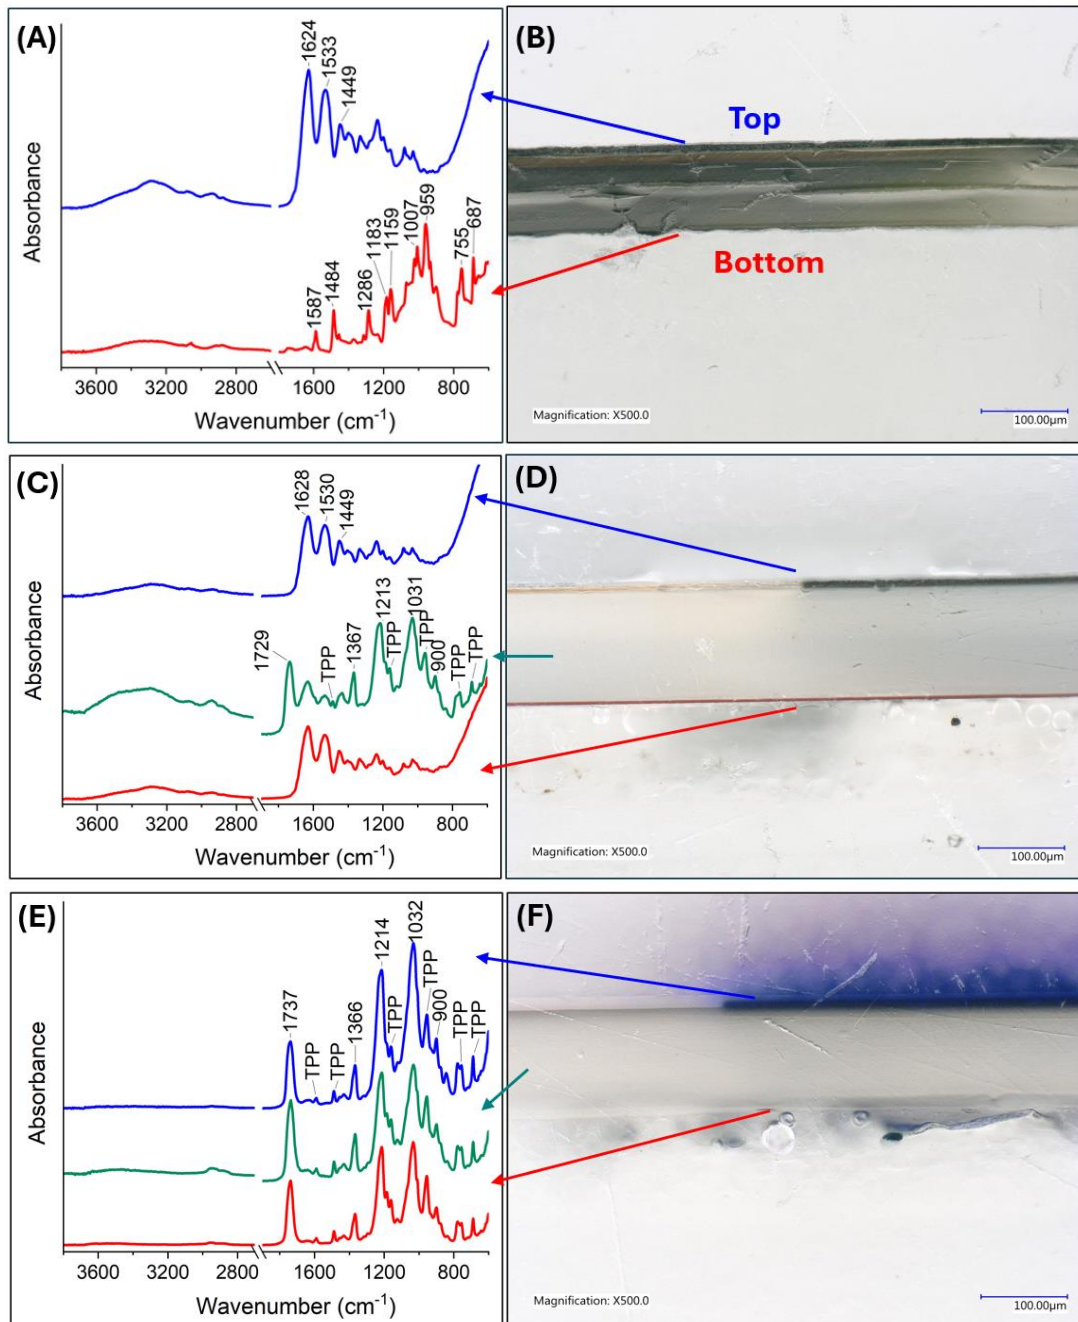 (A)
1624
1533
1449
1183
1159
1007
959
755
687
1587
1484
1286
Absorbance
3600 2800 1600 1200 800
Wavenumber (cm-1)
(B)
Top
Bottom
Magnification: X500.0
100.00µm
(C)
1628
1530
1449
1729
TPP
1367
1213
TPP
1031
TPP
900
TPP
TPP
Absorbance
3600 2800 1600 1200 800
Wavenumber (cm-1)
(D)
Magnification: X500.0
100.00µm
(E)
1737
TPP
TPP
1366
1214
TPP
1032
TPP
900
TPP
TPP
Absorbance
3600 2800 1600 1200 800
Wavenumber (cm-1)
(F)
Magnification: X500.0
100.00µm